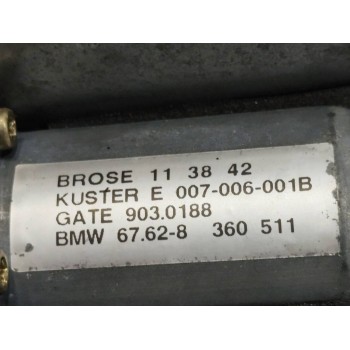 BROSE 11 38 42
KUSTER E 007-006-001B
GATE 903.0188
BMW 67.62-8 360 511